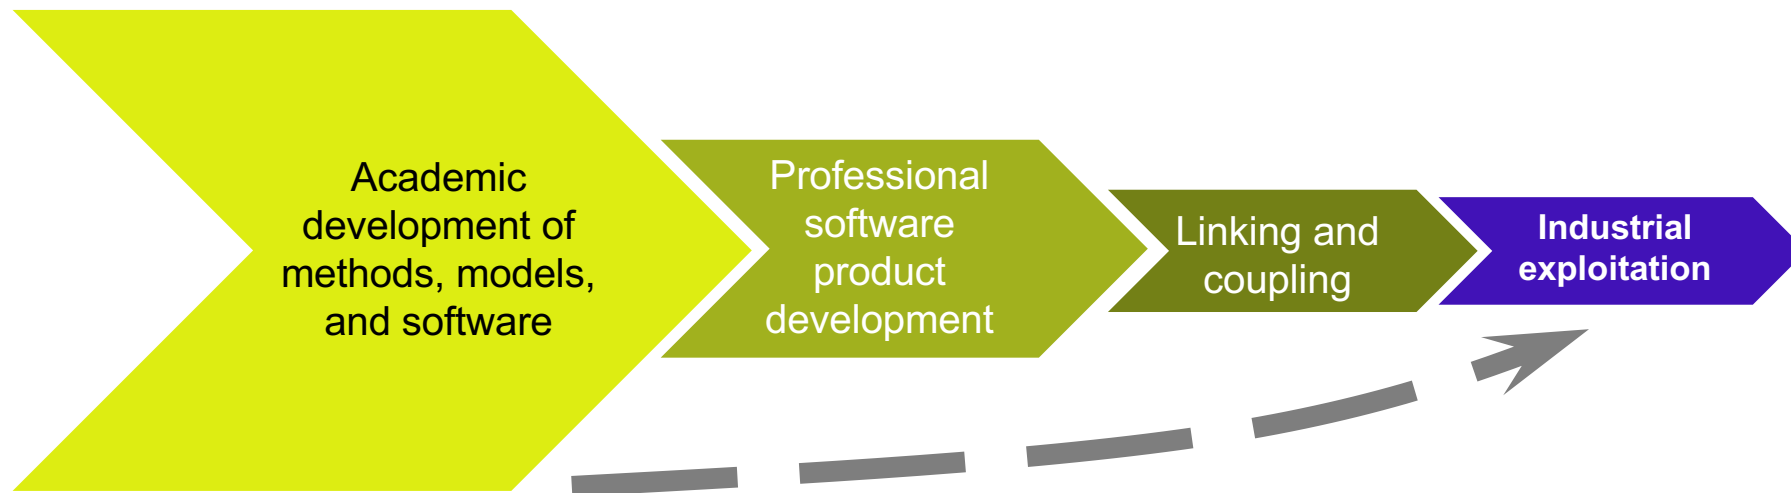 Academic
development of
methods, models,
and software
Professional
software
product
development
Linking and
coupling
Industrial
exploitation